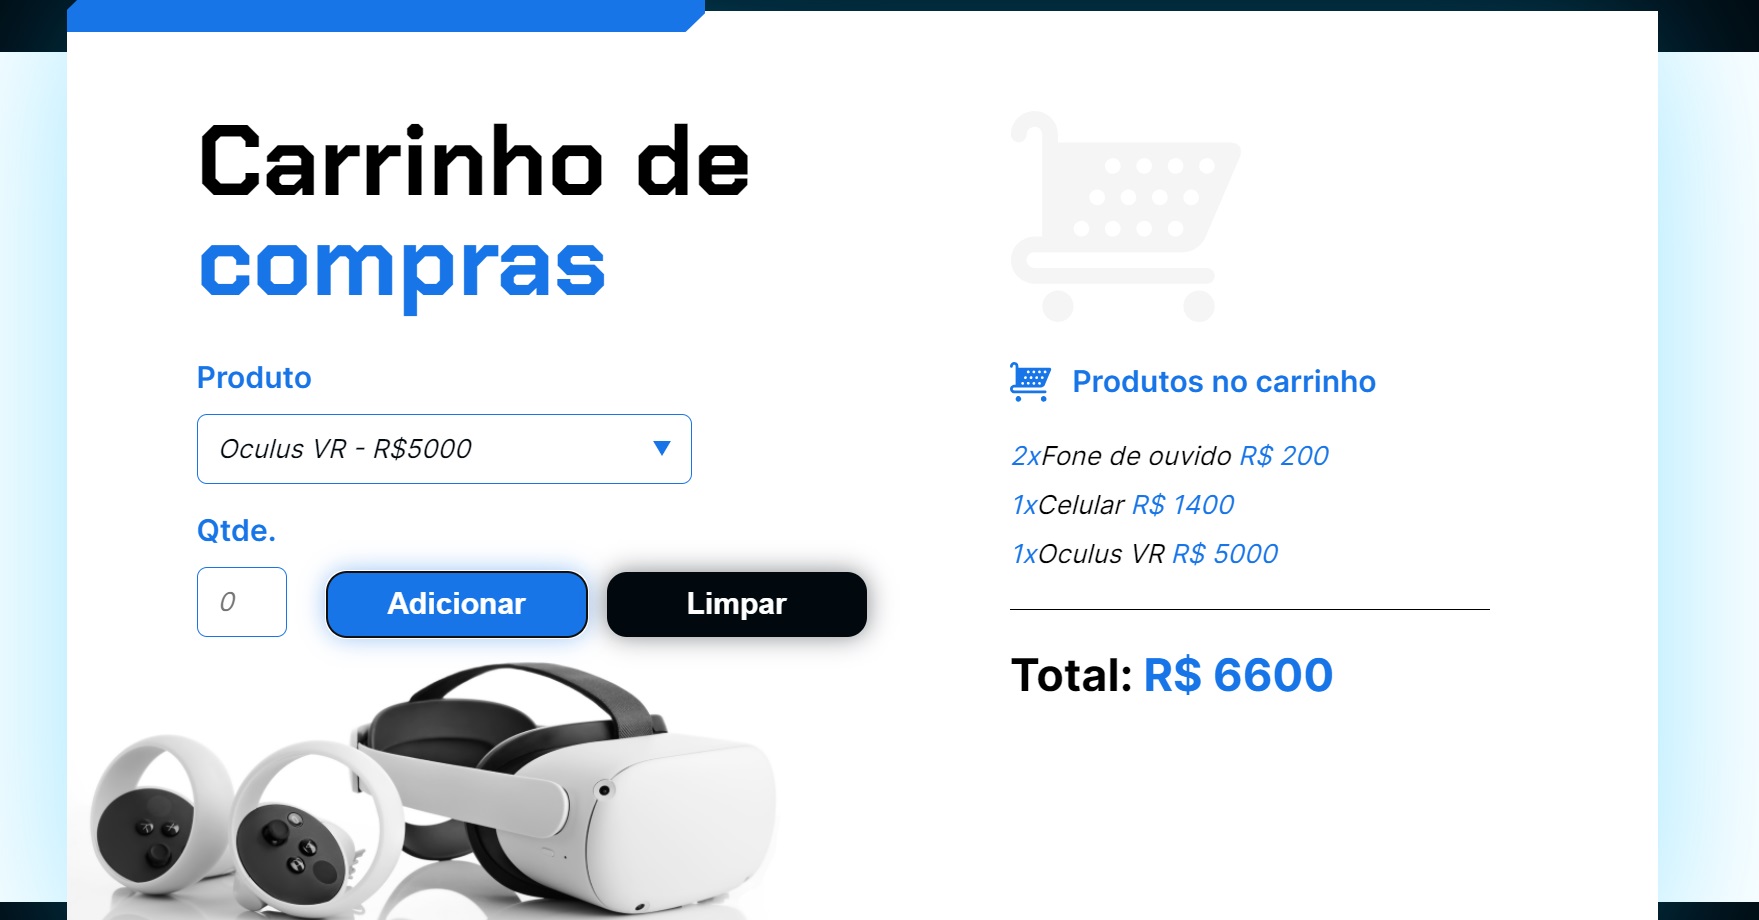 Carrinho de
compras
Produto
Oculus VR - R$5000
Qtde.
0
Adicionar
Limpar
Produtos no carrinho
2xFone de ouvido R$ 200
1xCelular R$ 1400
1xOculus VR R$ 5000
Total: R$ 6600